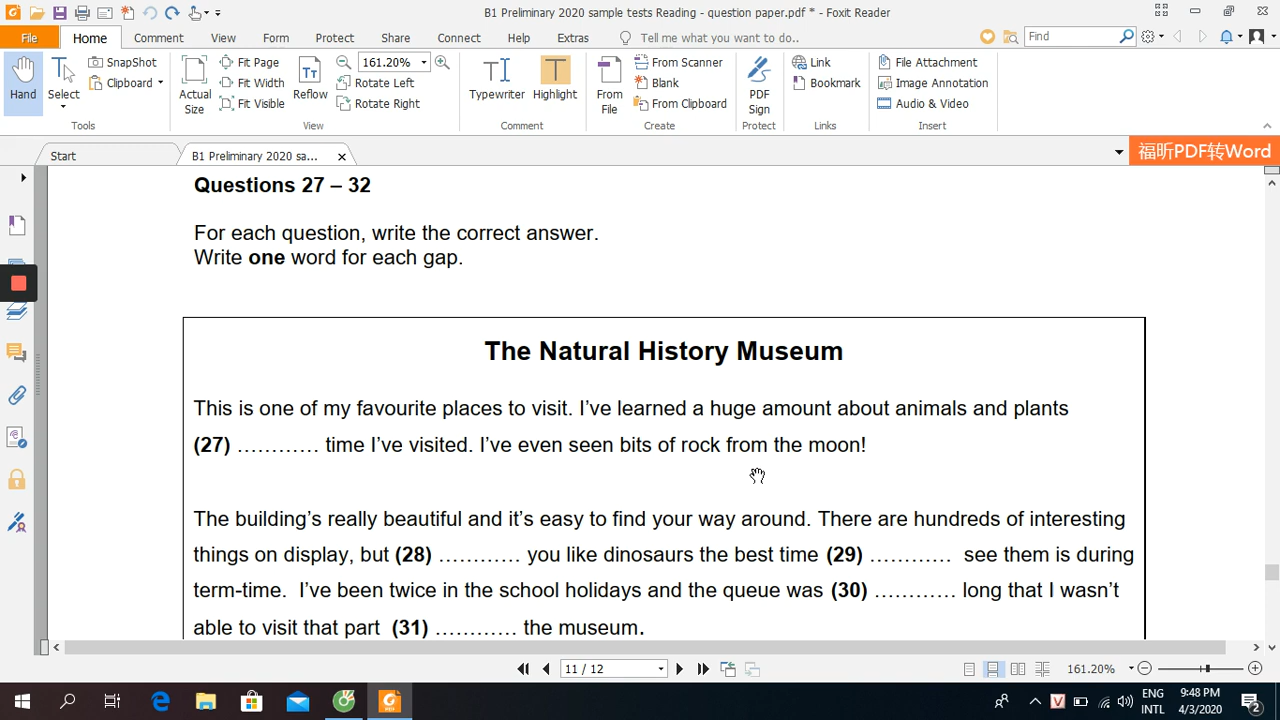 B1 Preliminary 2020 sample tests Reading - question paper.pdf * - Foxit Reader
File Home Comment View Form Protect Share Connect Help Extras Tell me what you want to do.. Find
Hand
Select
SnapShot
Clipboard
Actual Size
Fit Page
Fit Width
Fit Visible
Reflow
161.20%
Rotate Left
Rotate Right
Typewriter
Highlight
From File
From Scanner
Blank
From Clipboard
PDF Sign
Link
Bookmark
File Attachment
Image Annotation
Audio & Video
Tools View Comment Create Protect Links Insert
Start B1 Preliminary 2020 sa... 福昕PDF转Word
Questions 27 – 32
For each question, write the correct answer.
Write one word for each gap.
The Natural History Museum
This is one of my favourite places to visit. I've learned a huge amount about animals and plants
(27) ………… time I've visited. I've even seen bits of rock from the moon!
The building's really beautiful and it's easy to find your way around. There are hundreds of interesting
things on display, but (28) ………… you like dinosaurs the best time (29) ………… see them is during
term-time. I've been twice in the school holidays and the queue was (30) ………… long that I wasn't
able to visit that part (31) ………… the museum.
11 / 12 161.20%
ENG 9:48 PM
INTL 4/3/2020 2